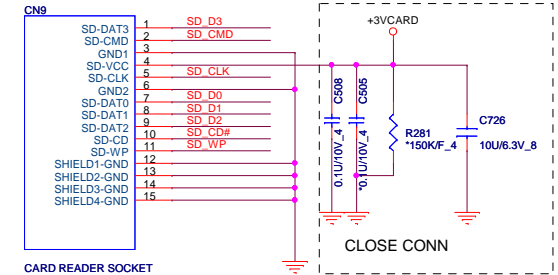 CN9
SD-DAT3 1 SD_D3
SD-CMD 2 SD_CMD
GND1 3
SD-VCC 4
SD-CLK 5 SD_CLK
GND2 6
SD-DAT0 7 SD_D0
SD-DAT1 8 SD_D1
SD-DAT2 9 SD_D2
SD-CD 10 SD_CD#
SD-WP 11 SD_WP
SHIELD1-GND 12
SHIELD2-GND 13
SHIELD3-GND 14
SHIELD4-GND 15
CARD READER SOCKET
+3VCARD
C508
0.1U/10V_4
C505
*0.1U/10V_4
R281
*150K/F_4
C726
10U/6.3V_8
CLOSE CONN